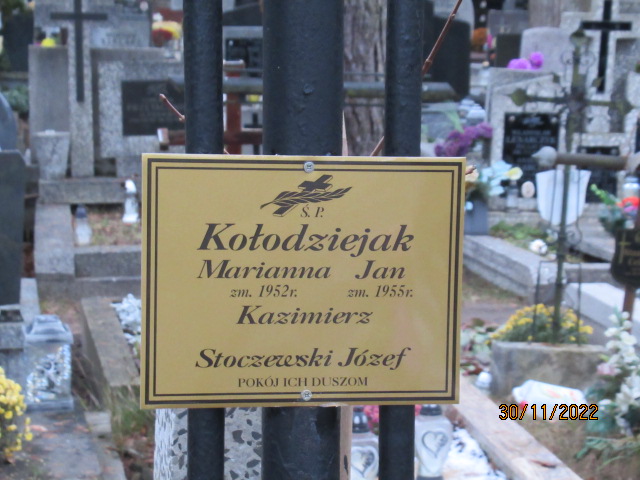 Ś. P.
Kołodziejak
Marianna Jan
zm. 1952r. zm. 1955r.
Kazimierz
Stoczewski Józef
POKÓJ ICH DUSZOM
30/11/2022